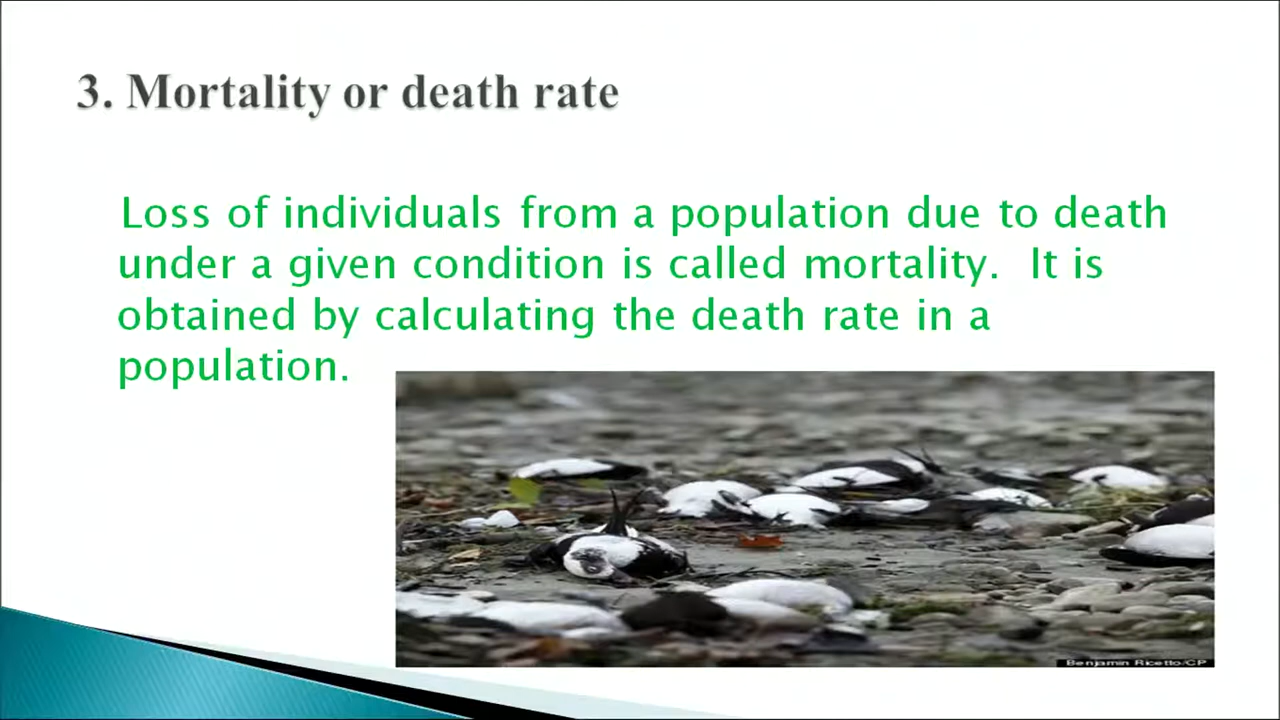 3. Mortality or death rate
Loss of individuals from a population due to death
under a given condition is called mortality.  It is
obtained by calculating the death rate in a
population.
Benjamin Ricetto/CP